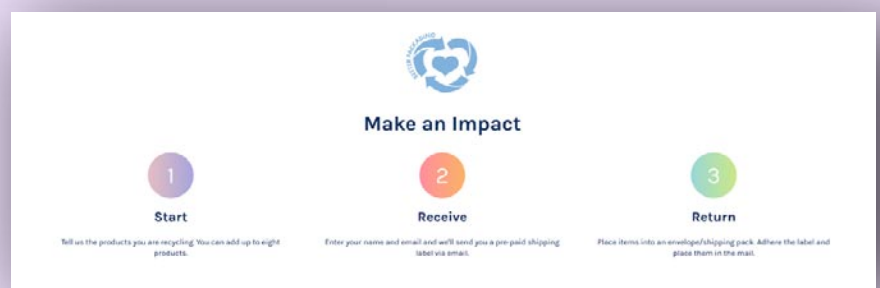 BETTER PACKAGING
Make an Impact
1
2
3
Start
Receive
Return
Tell us the products you are recycling. You can add up to eight
products.
Enter your name and email and we'll send you a pre-paid shipping
label via email.
Place items into an envelope/shipping pack. Adhere the label and
place them in the mail.